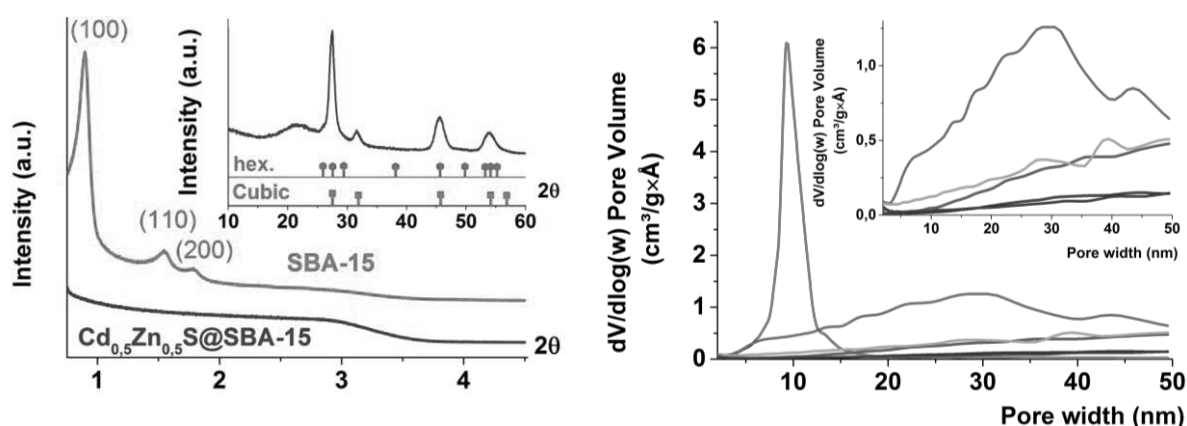 (100)
(110)
(200)
Intensity (a.u.)
SBA-15
Cd0,5Zn0,5S@SBA-15
2θ
1 2 3 4
Intensity (a.u.)
hex.
Cubic
2θ
10 20 30 40 50 60
dV/dlog(w) Pore Volume
(cm³/g×Å)
6
5
4
3
2
1
0
10 20 30 40 50
Pore width (nm)
dV/dlog(w) Pore Volume
(cm³/g×Å)
1,0
0,5
0,0
10 20 30 40 50
Pore width (nm)